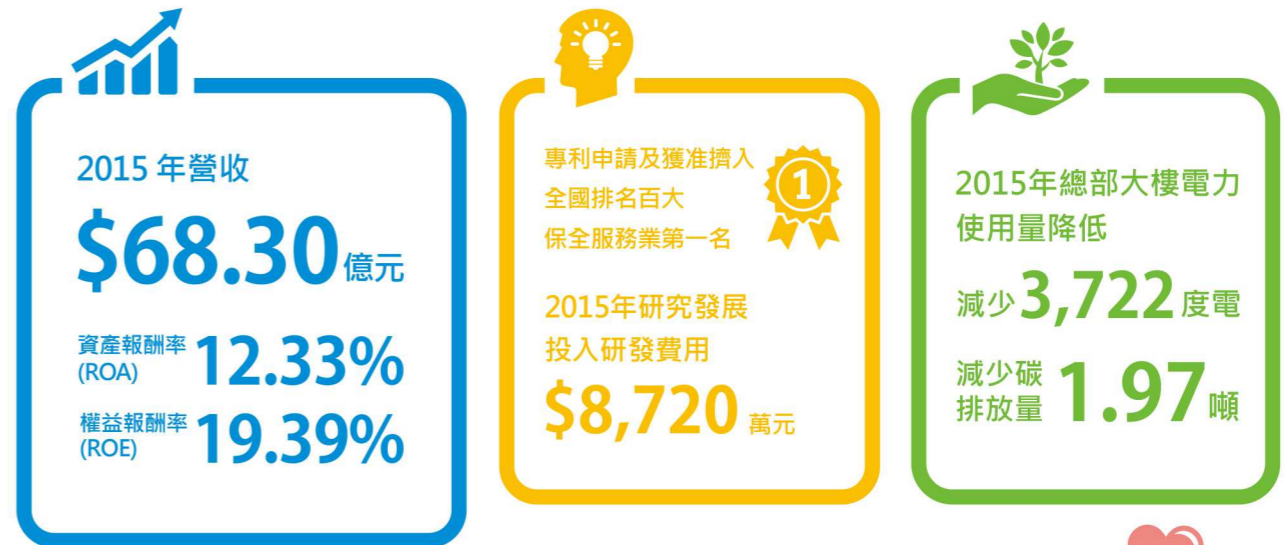 2015 年營收
$68.30億元
資產報酬率
(ROA)
12.33%
權益報酬率
(ROE)
19.39%
專利申請及獲准擠入
全國排名百大
保全服務業第一名
1
2015年研究發展
投入研發費用
$8,720 萬元
2015年總部大樓電力
使用量降低
減少3,722度電
減少碳
排放量
1.97噸